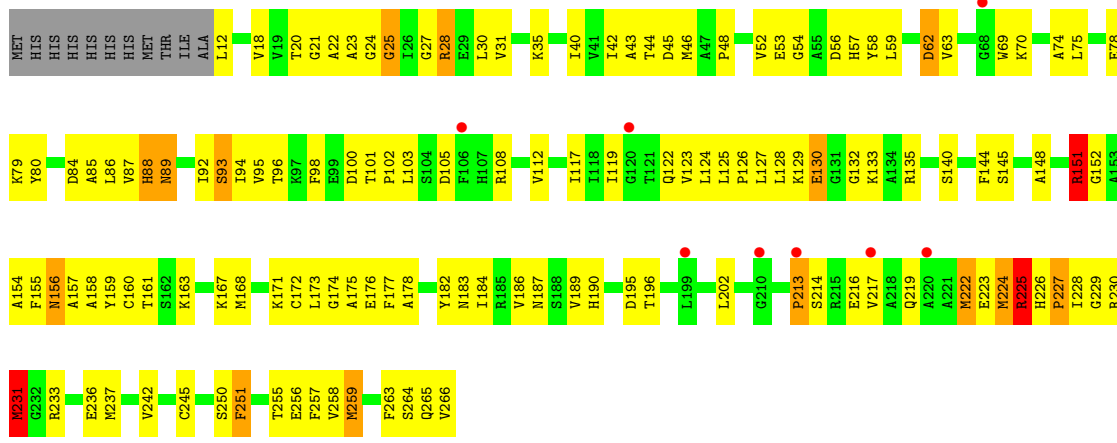 MET HIS HIS HIS HIS HIS HIS MET THR ILE ALA L12 V18 V19 T20 G21 A22 A23 G24 G25 I26 G27 R28 E29 L30 V31 K35 I40 V41 I42 A43 T44 D45 M46 A47 P48 V52 E53 G54 A55 D56 H57 Y58 L59 D62 V63 G68 W69 K70 A74 L75 E78
K79 Y80 D84 A85 L86 V87 H88 N89 I92 S93 I94 V95 T96 K97 F98 E99 D100 T101 P102 L103 S104 D105 F106 H107 R108 V112 I117 I118 I119 G120 T121 Q122 V123 L124 L125 P126 L127 L128 K129 E130 G131 G132 K133 A134 R135 S140 F144 S145 A148 R151 G152 A153
A154 F155 N156 A157 A158 Y159 C160 T161 S162 K163 K167 M168 K171 C172 L173 G174 A175 E176 F177 A178 Y182 N183 I184 R185 V186 N187 S188 V189 H190 D195 T196 L199 L202 G210 P213 S214 R215 E216 V217 A218 Q219 A220 A221 M222 E223 M224 R225 H226 P227 I228 G229 R230
M231 G232 R233 E236 M237 V242 C245 S250 F251 T255 E256 F257 V258 M259 F263 S264 Q265 V266